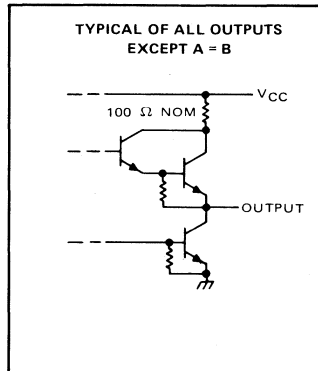 TYPICAL OF ALL OUTPUTS
EXCEPT A = B
VCC
100 Ω NOM
OUTPUT